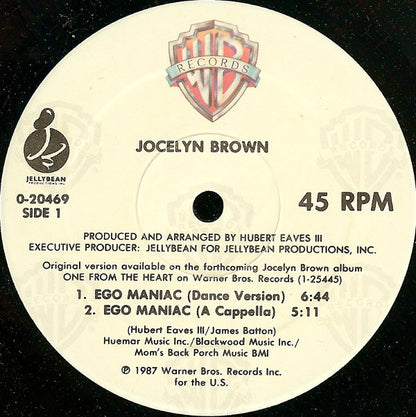 WB
RECORDS
JOCELYN BROWN
JELLYBEAN
PRODUCTIONS INC.
0-20469
SIDE 1
45 RPM
PRODUCED AND ARRANGED BY HUBERT EAVES III
EXECUTIVE PRODUCER: JELLYBEAN FOR JELLYBEAN PRODUCTIONS, INC.
Original version available on the forthcoming Jocelyn Brown album
ONE FROM THE HEART on Warner Bros. Records (1-25445)
1. EGO MANIAC (Dance Version) 6:44
2. EGO MANIAC (A Cappella) 5:11
(Hubert Eaves III/James Batton)
Huemar Music Inc./Blackwood Music Inc./
Mom's Back Porch Music BMI
℗ 1987 Warner Bros. Records Inc.
for the U.S.